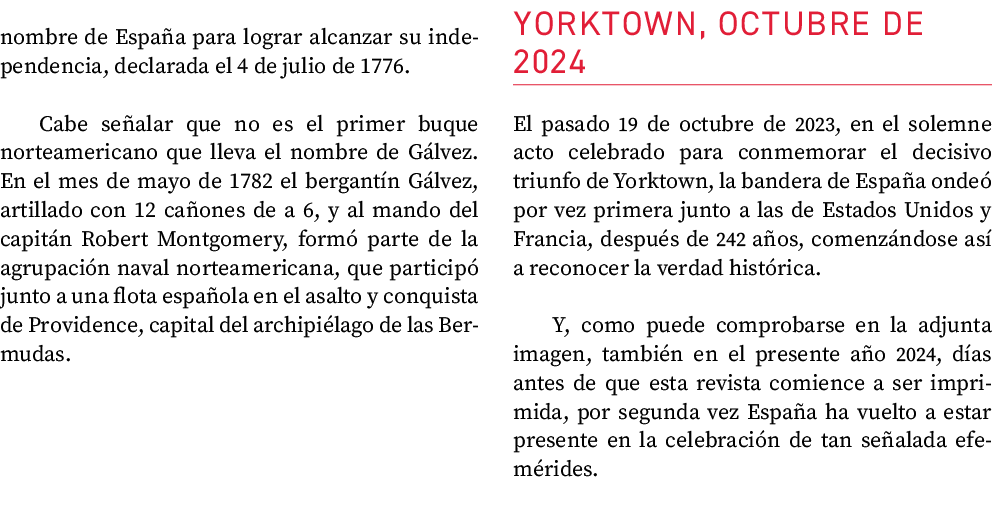 nombre de España para lograr alcanzar su inde-
pendencia, declarada el 4 de julio de 1776.
Cabe señalar que no es el primer buque
norteamericano que lleva el nombre de Gálvez.
En el mes de mayo de 1782 el bergantín Gálvez,
artillado con 12 cañones de a 6, y al mando del
capitán Robert Montgomery, formó parte de la
agrupación naval norteamericana, que participó
junto a una flota española en el asalto y conquista
de Providence, capital del archipiélago de las Ber-
mudas.
YORKTOWN, OCTUBRE DE
2024
El pasado 19 de octubre de 2023, en el solemne
acto celebrado para conmemorar el decisivo
triunfo de Yorktown, la bandera de España ondeó
por vez primera junto a las de Estados Unidos y
Francia, después de 242 años, comenzándose así
a reconocer la verdad histórica.
Y, como puede comprobarse en la adjunta
imagen, también en el presente año 2024, días
antes de que esta revista comience a ser impri-
mida, por segunda vez España ha vuelto a estar
presente en la celebración de tan señalada efe-
mérides.